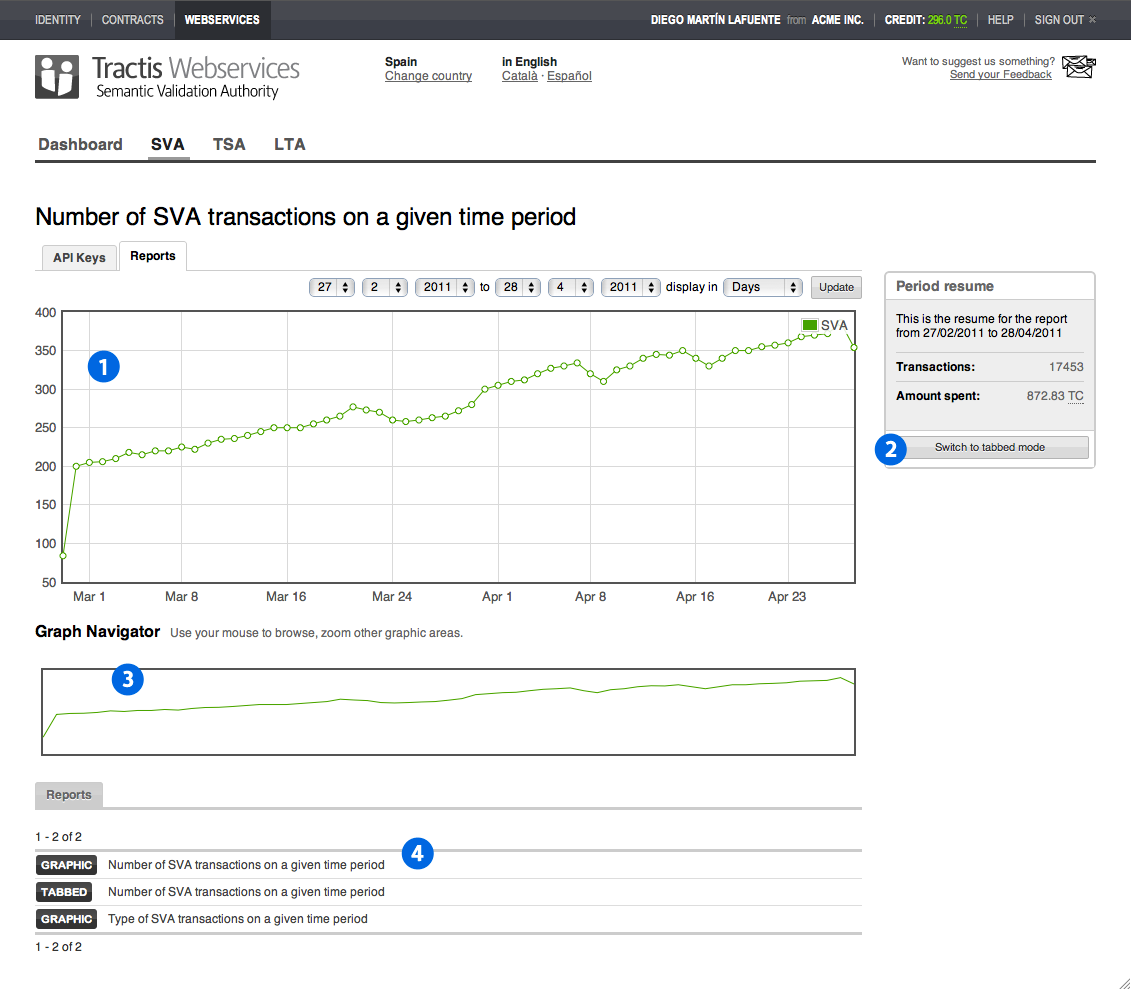 IDENTITY CONTRACTS WEBSERVICES DIEGO MARTÍN LAFUENTE from ACME INC. CREDIT: 296.0 TC HELP SIGN OUT ×
Tractis Webservices
Semantic Validation Authority
Spain
Change country
in English
Català · Español
Want to suggest us something?
Send your Feedback
Dashboard SVA TSA LTA
Number of SVA transactions on a given time period
API Keys Reports
27 2 2011 to 28 4 2011 display in Days Update
400
350
300
250
200
150
100
50
SVA
1
Mar 1 Mar 8 Mar 16 Mar 24 Apr 1 Apr 8 Apr 16 Apr 23
Period resume
This is the resume for the report
from 27/02/2011 to 28/04/2011
Transactions: 17453
Amount spent: 872.83 TC
2 Switch to tabbed mode
Graph Navigator Use your mouse to browse, zoom other graphic areas.
3
Reports
1 - 2 of 2
4
GRAPHIC Number of SVA transactions on a given time period
TABBED Number of SVA transactions on a given time period
GRAPHIC Type of SVA transactions on a given time period
1 - 2 of 2